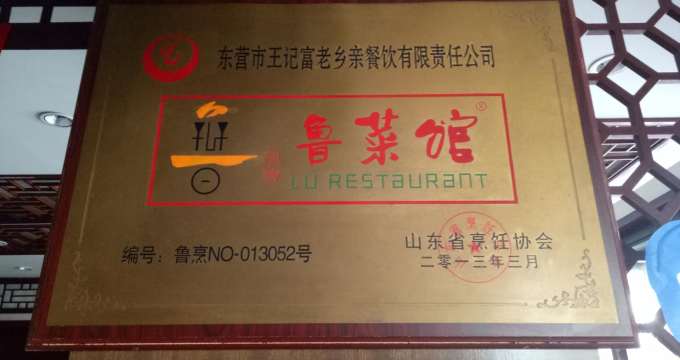 东营市王记富老乡亲餐饮有限责任公司
鲁菜馆®
LU RESTAURANT
编号：鲁烹NO-013052号
山东省烹饪协会
二零一三年三月